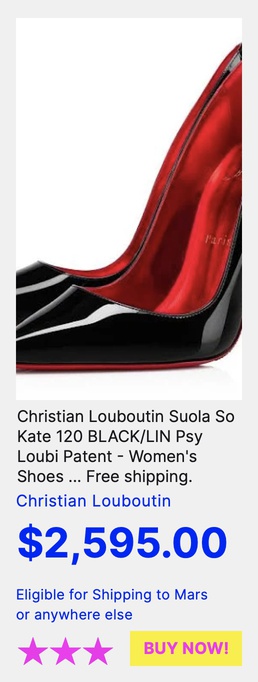 Paris
Christian Louboutin Suola So
Kate 120 BLACK/LIN Psy
Loubi Patent - Women's
Shoes ... Free shipping.
Christian Louboutin
$2,595.00
Eligible for Shipping to Mars
or anywhere else
BUY NOW!